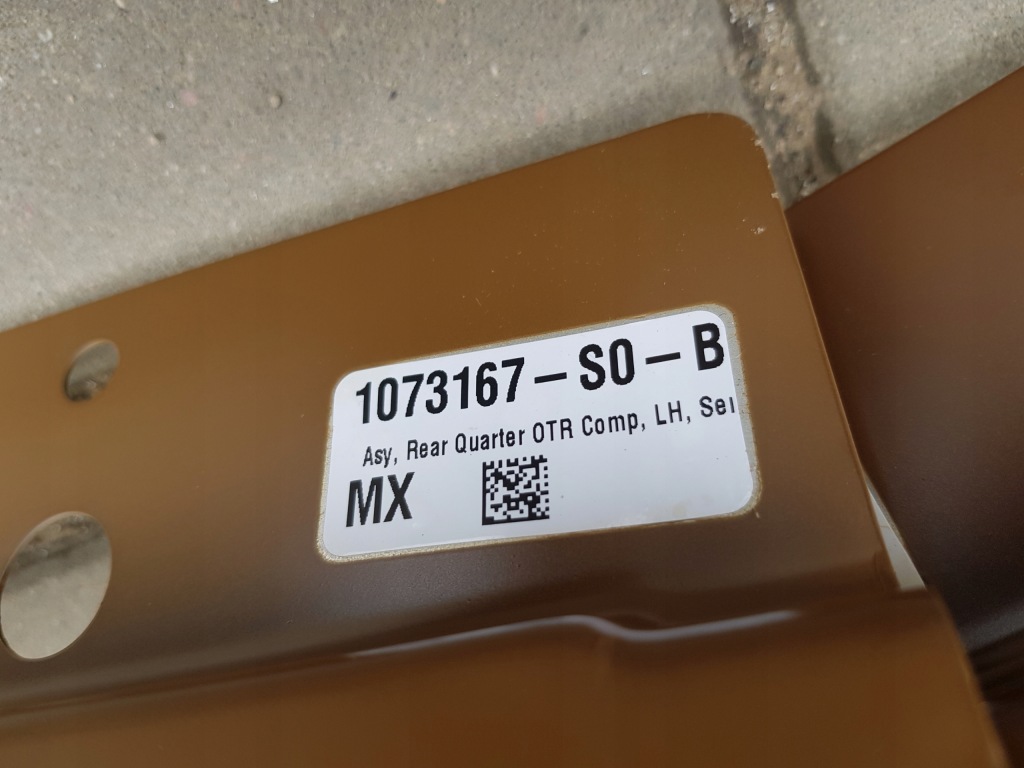 1073167-S0-B
Asy, Rear Quarter OTR Comp, LH,
MX